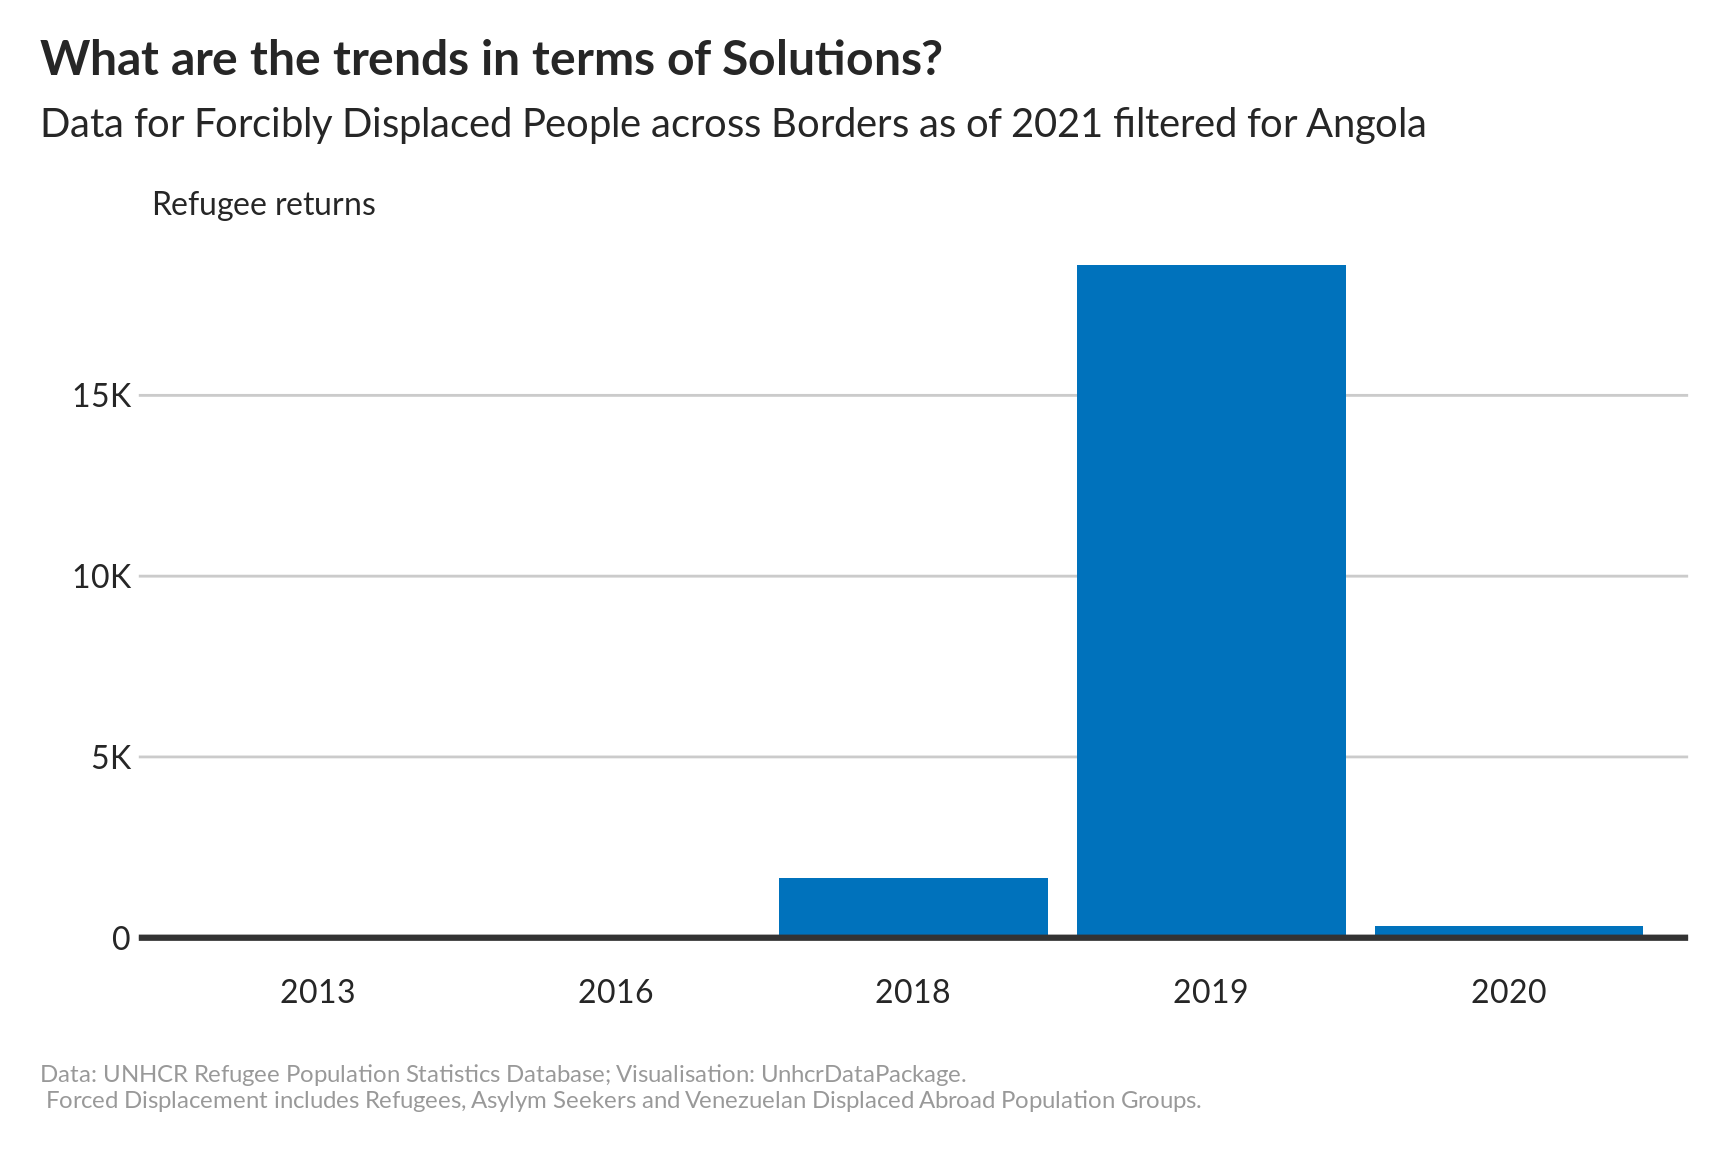 What are the trends in terms of Solutions?
Data for Forcibly Displaced People across Borders as of 2021 filtered for Angola
Refugee returns
15K
10K
5K
0
2013 2016 2018 2019 2020
Data: UNHCR Refugee Population Statistics Database; Visualisation: UnhcrDataPackage.
Forced Displacement includes Refugees, Asylym Seekers and Venezuelan Displaced Abroad Population Groups.